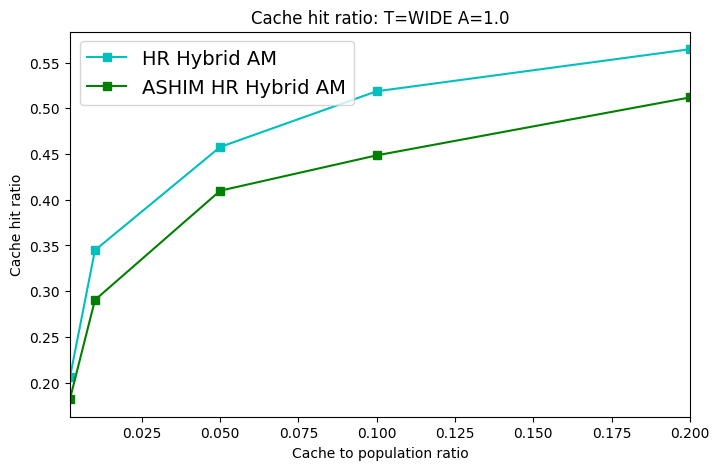 Cache hit ratio: T=WIDE A=1.0
HR Hybrid AM
ASHIM HR Hybrid AM
0.55
0.50
0.45
0.40
0.35
0.30
0.25
0.20
Cache hit ratio
0.025 0.050 0.075 0.100 0.125 0.150 0.175 0.200
Cache to population ratio